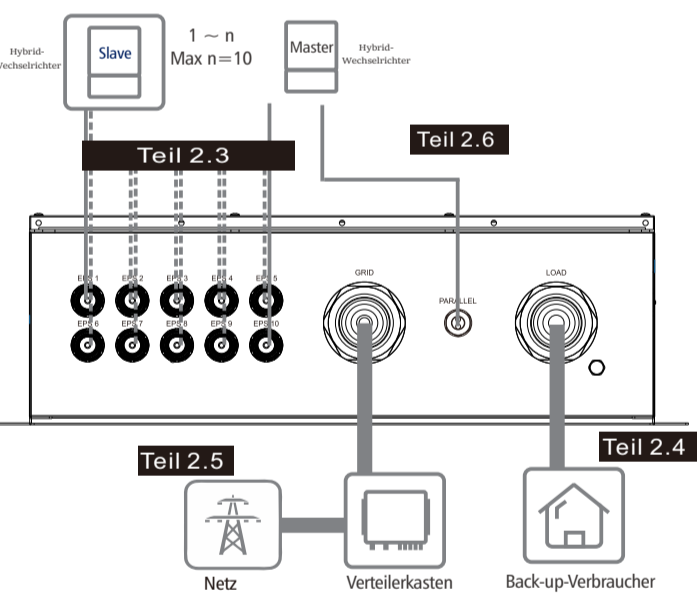 Hybrid-
Wechselrichter
Slave
1 ~ n
Max n=10
Master
Hybrid-
Wechselrichter
Teil 2.3
Teil 2.6
EPS 1
EPS 2
EPS 3
EPS 4
EPS 5
GRID
PARALLEL
LOAD
EPS 6
EPS 7
EPS 8
EPS 9
EPS 10
Teil 2.5
Teil 2.4
Netz
Verteilerkasten
Back-up-Verbraucher